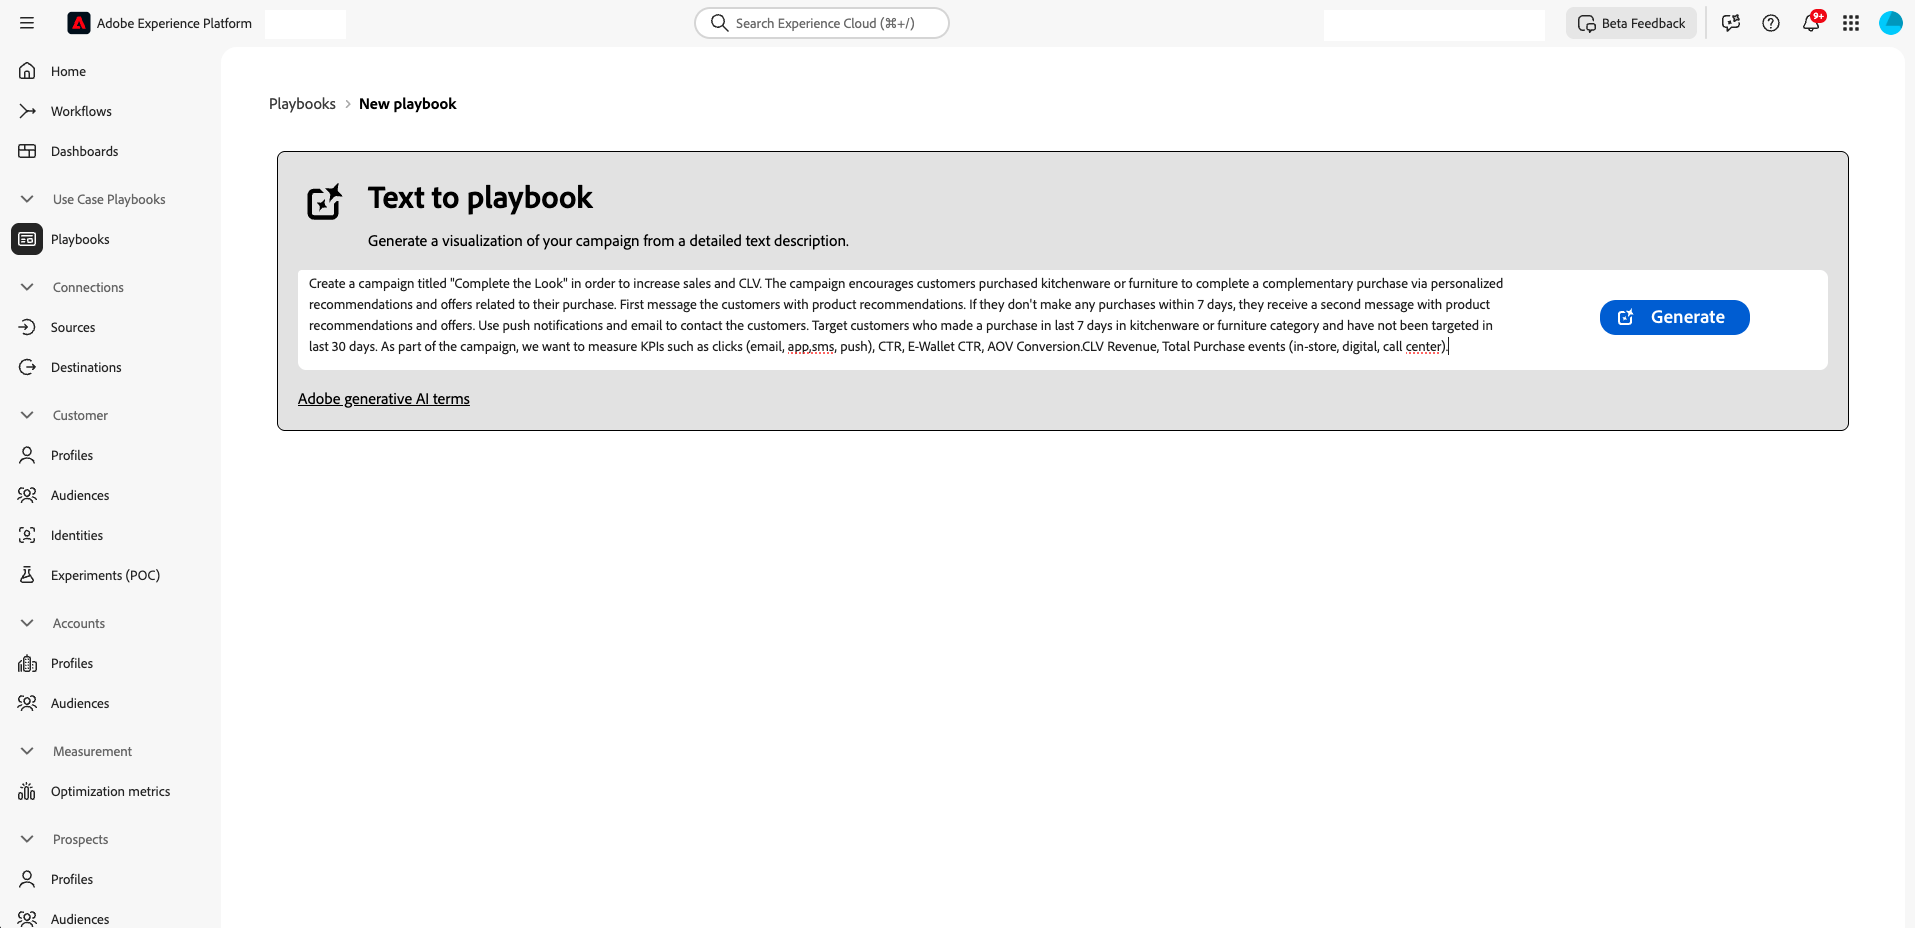 Adobe Experience Platform
Search Experience Cloud (⌘+/)
Beta Feedback
9+
Home
Workflows
Dashboards
Use Case Playbooks
Playbooks
Connections
Sources
Destinations
Customer
Profiles
Audiences
Identities
Experiments (POC)
Accounts
Profiles
Audiences
Measurement
Optimization metrics
Prospects
Profiles
Audiences
Playbooks > New playbook
Text to playbook
Generate a visualization of your campaign from a detailed text description.
Create a campaign titled "Complete the Look" in order to increase sales and CLV. The campaign encourages customers purchased kitchenware or furniture to complete a complementary purchase via personalized
recommendations and offers related to their purchase. First message the customers with product recommendations. If they don't make any purchases within 7 days, they receive a second message with product
recommendations and offers. Use push notifications and email to contact the customers. Target customers who made a purchase in last 7 days in kitchenware or furniture category and have not been targeted in
last 30 days. As part of the campaign, we want to measure KPIs such as clicks (email, app,sms, push), CTR, E-Wallet CTR, AOV Conversion.CLV Revenue, Total Purchase events (in-store, digital, call center).
Generate
Adobe generative AI terms